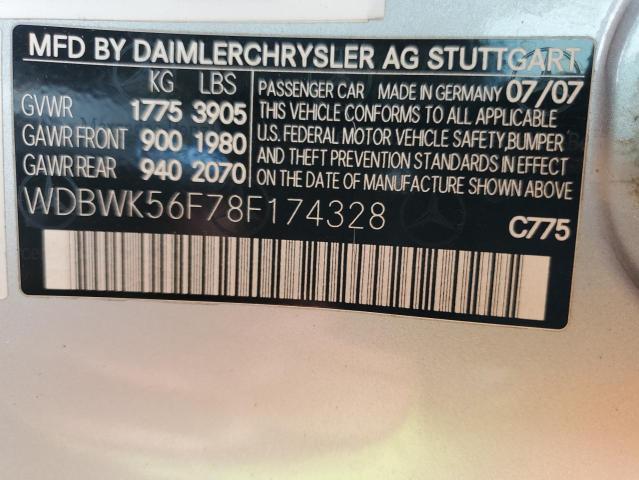 MFD BY DAIMLERCHRYSLER AG STUTTGART
KG LBS
GVWR 1775 3905
GAWR FRONT 900 1980
GAWR REAR 940 2070
PASSENGER CAR MADE IN GERMANY 07/07
THIS VEHICLE CONFORMS TO ALL APPLICABLE
U.S. FEDERAL MOTOR VEHICLE SAFETY, BUMPER
AND THEFT PREVENTION STANDARDS IN EFFECT
ON THE DATE OF MANUFACTURE SHOWN ABOVE.
WDBWK56F78F174328
C775